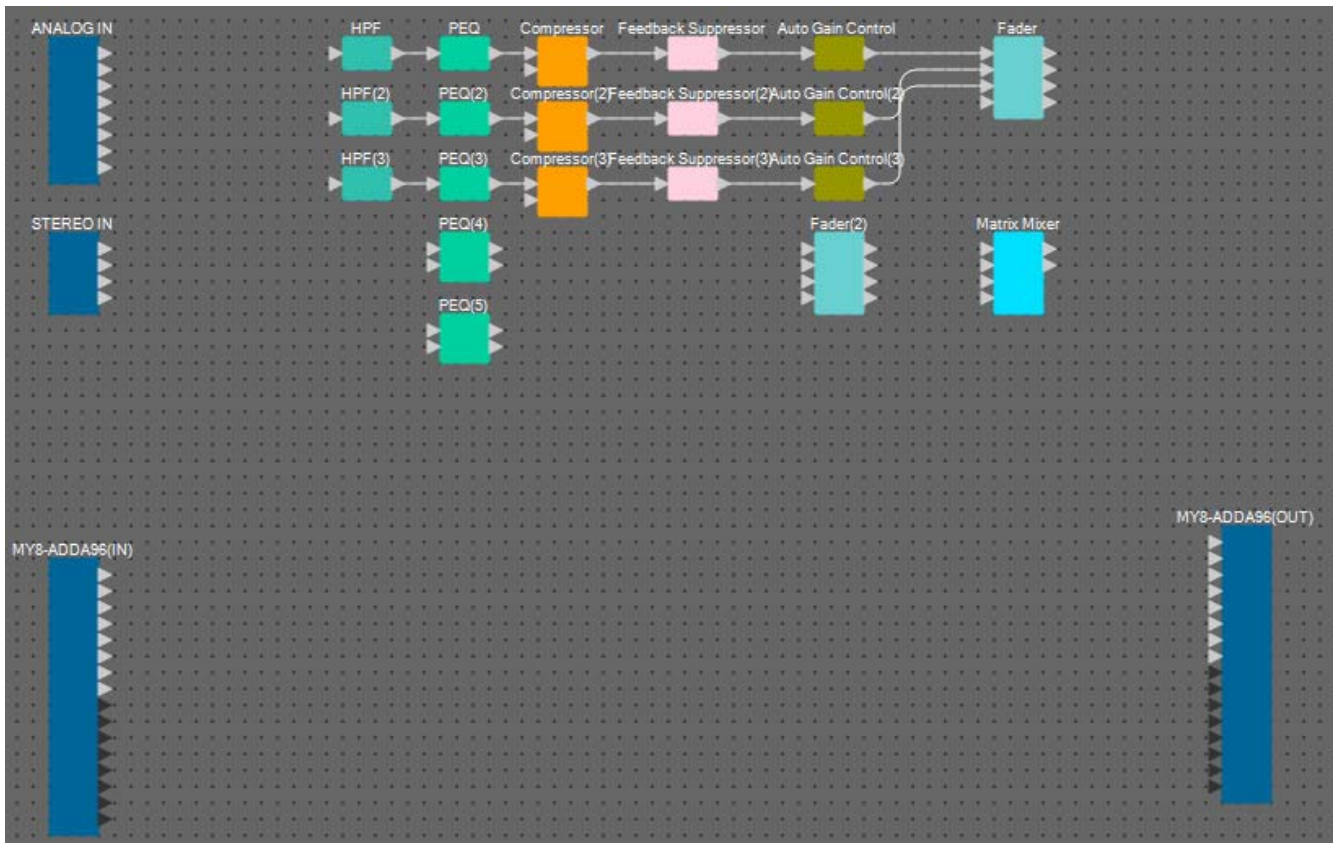 ANALOG IN
HPF
PEQ
Compressor
Feedback Suppressor
Auto Gain Control
Fader
HPF(2)
PEQ(2)
Compressor(2)
Feedback Suppressor(2)
Auto Gain Control(2)
HPF(3)
PEQ(3)
Compressor(3)
Feedback Suppressor(3)
Auto Gain Control(3)
STEREO IN
PEQ(4)
Fader(2)
Matrix Mixer
PEQ(5)
MY8-ADDA96(OUT)
MY8-ADDA96(IN)